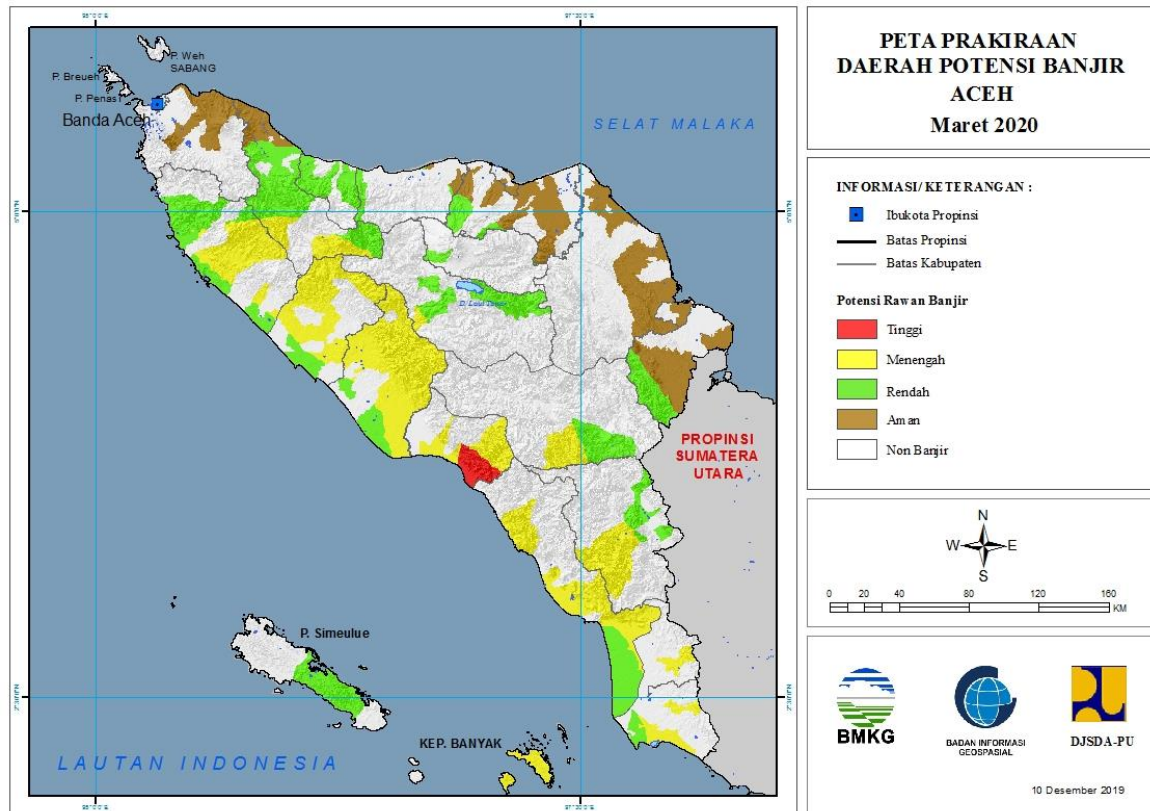 PETA PRAKIRAAN
DAERAH POTENSI BANJIR
ACEH
Maret 2020
INFORMASI/ KETERANGAN :
Ibukota Propinsi
Batas Propinsi
Batas Kabupaten
Potensi Rawan Banjir
Tinggi
Menengah
Rendah
Aman
Non Banjir
N
W E
S
0 20 40 80 120 160
KM
BMKG
BADAN INFORMASI
GEOSPASIAL
DJSDA-PU
10 Desember 2019
P. Weh
SABANG
P. Breueh
P. Penasi
Banda Aceh
SELAT MALAKA
D. Laut Tawar
PROPINSI
SUMATERA
UTARA
P. Simeulue
KEP. BANYAK
LAUTAN INDONESIA